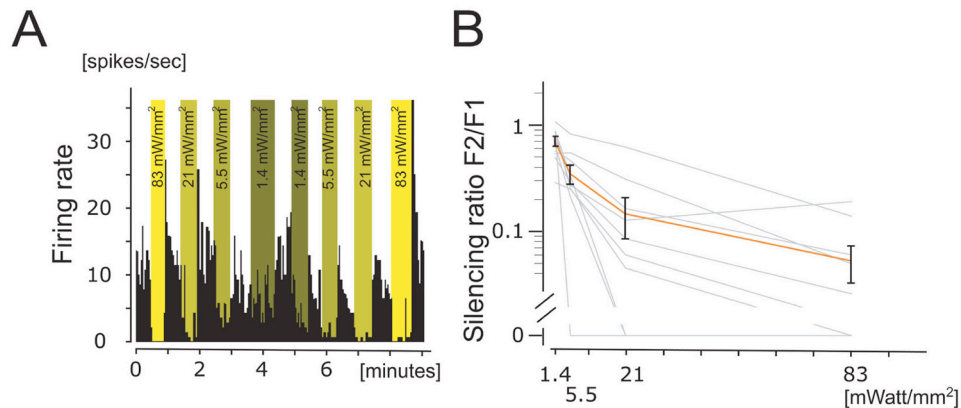 A
[spikes/sec]
Firing rate
30
20
10
0
83 mW/mm²
21 mW/mm²
5.5 mW/mm²
1.4 mW/mm²
1.4 mW/mm²
5.5 mW/mm²
21 mW/mm²
83 mW/mm²
0 2 4 6 [minutes]
B
Silencing ratio F2/F1
1
0.1
0
1.4 21 83
5.5 [mWatt/mm²]